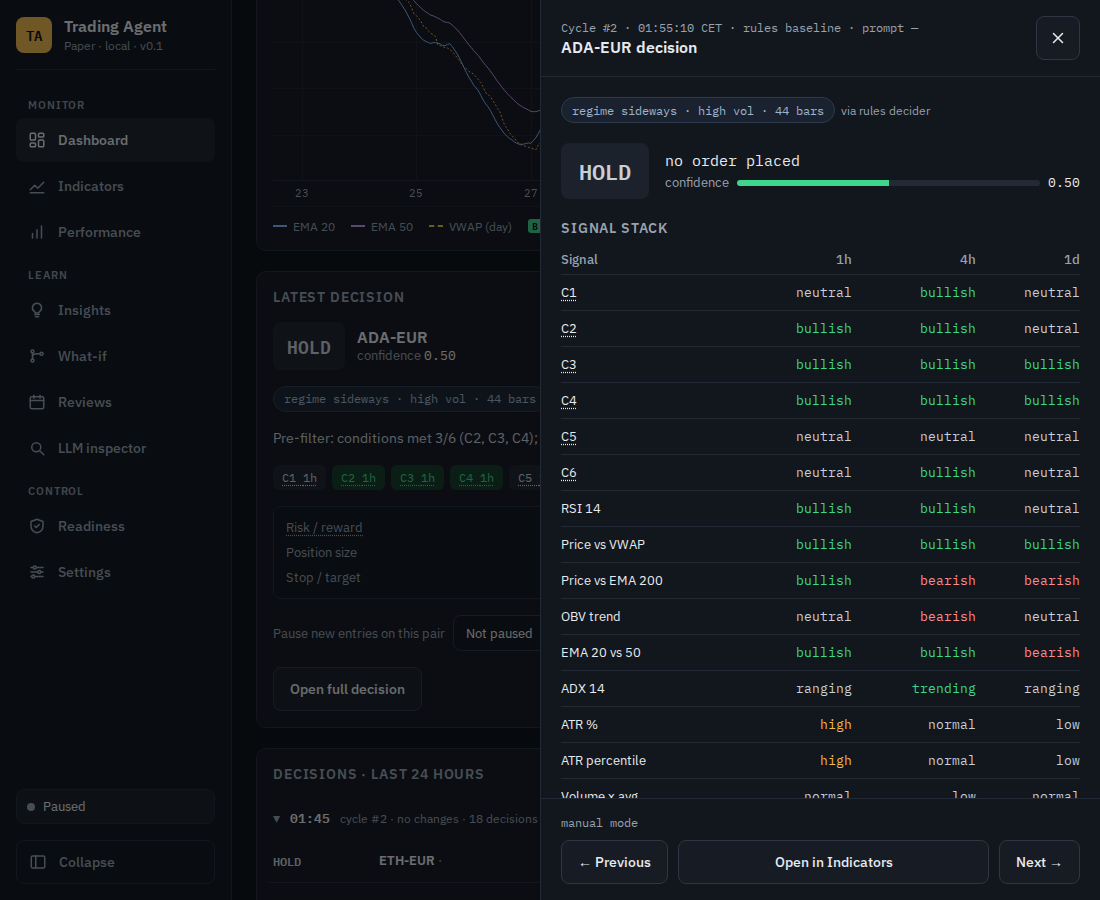 TA
Trading Agent
Paper · local · v0.1
MONITOR
Dashboard
Indicators
Performance
LEARN
Insights
What-if
Reviews
LLM inspector
CONTROL
Readiness
Settings
Paused
Collapse
23 25 27
EMA 20 EMA 50 VWAP (day) B
LATEST DECISION
HOLD
ADA-EUR
confidence 0.50
regime sideways · high vol · 44 bars
Pre-filter: conditions met 3/6 (C2, C3, C4);
C1 1h C2 1h C3 1h C4 1h C5
Risk / reward
Position size
Stop / target
Pause new entries on this pair Not paused
Open full decision
DECISIONS · LAST 24 HOURS
▼ 01:45 cycle #2 · no changes · 18 decisions
HOLD ETH-EUR ·
Cycle #2 · 01:55:10 CET · rules baseline · prompt —
ADA-EUR decision
regime sideways · high vol · 44 bars via rules decider
HOLD
no order placed
confidence 0.50
SIGNAL STACK
Signal 1h 4h 1d
C1 neutral bullish neutral
C2 bullish bullish neutral
C3 bullish bullish bullish
C4 bullish bullish bullish
C5 neutral neutral neutral
C6 neutral bullish neutral
RSI 14 bullish bullish neutral
Price vs VWAP bullish bullish bullish
Price vs EMA 200 bullish bearish bearish
OBV trend neutral bearish neutral
EMA 20 vs 50 bullish bullish bearish
ADX 14 ranging trending ranging
ATR % high normal low
ATR percentile high normal low
Volume x avg normal low normal
manual mode
← Previous Open in Indicators Next →